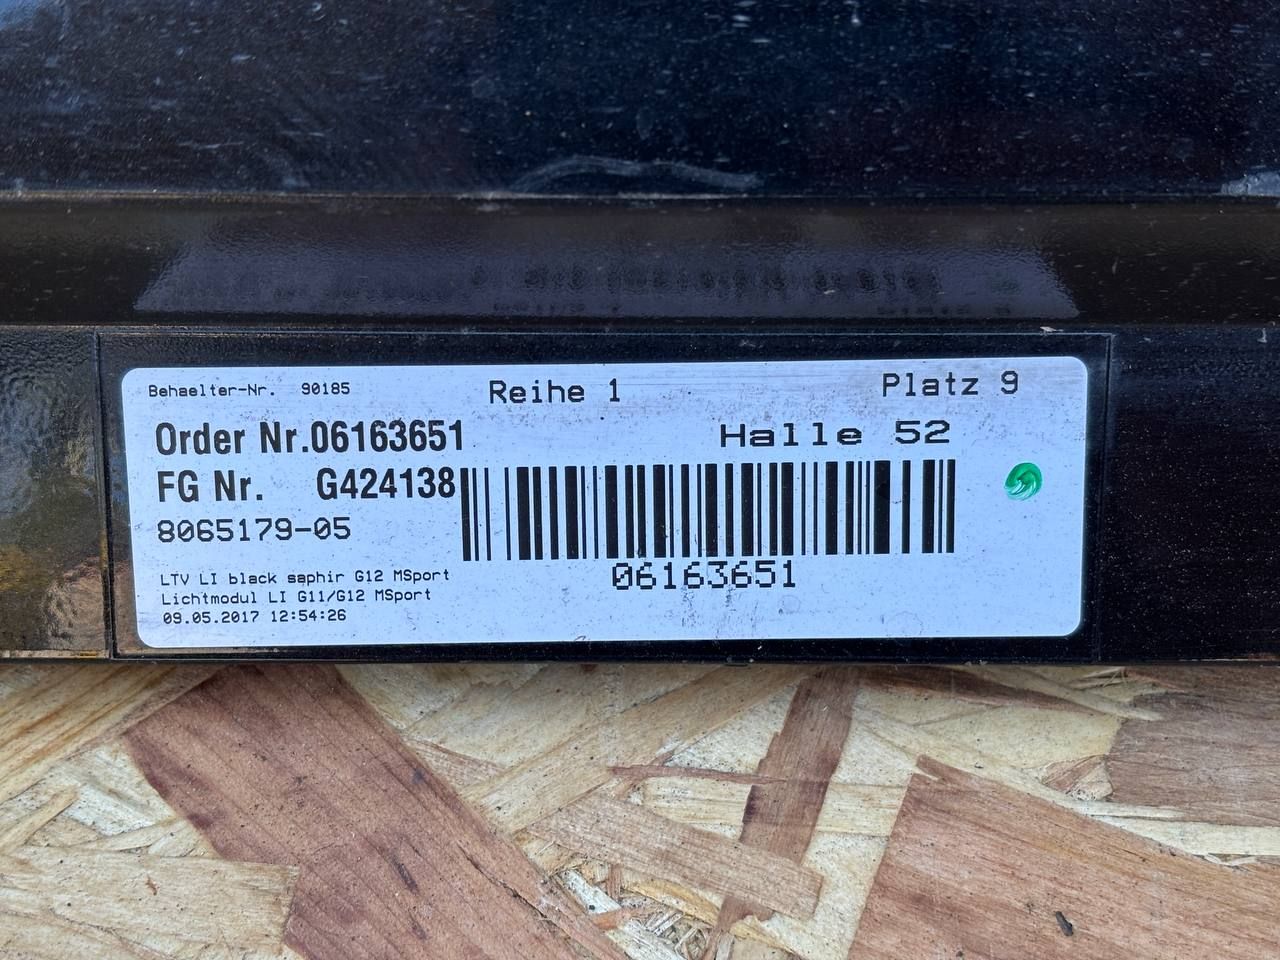 Behaelter-Nr. 90185 Reihe 1 Platz 9
Order Nr.06163651 Halle 52
FG Nr. G424138
8065179-05
06163651
LTV LI black saphir G12 MSport
Lichtmodul LI G11/G12 MSport
09.05.2017 12:54:26